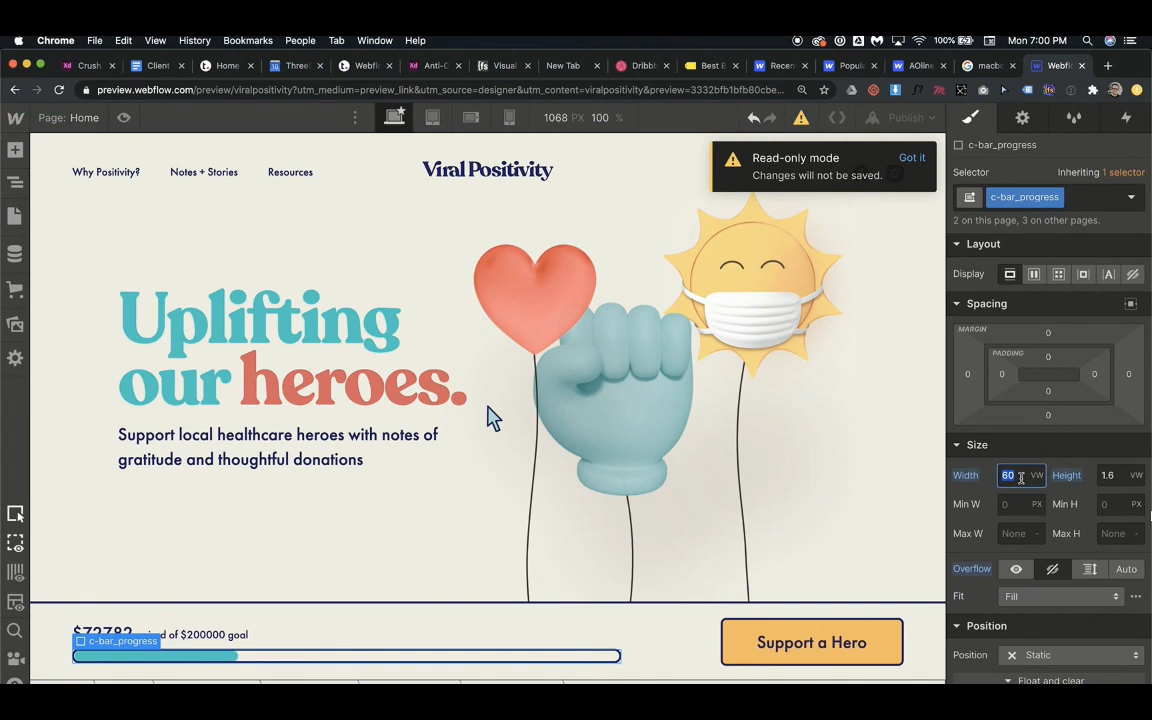 Chrome File Edit View History Bookmarks People Tab Window Help 100% Mon 7:00 PM
Crush Client Home Three Webflo Anti-C Visual New Tab Dribb Best B Recen Popula AOline macbo Webfl
preview.webflow.com/preview/viralpositivity?utm_medium=preview_link&utm_source=designer&utm_content=viralpositivity&preview=3332bfb1bfb80cbe...
Page: Home 1068 PX 100 % Publish
Read-only mode Got it
Changes will not be saved.
Why Positivity? Notes + Stories Resources Viral Positivity
Uplifting
our heroes.
Support local healthcare heroes with notes of
gratitude and thoughtful donations
of $200000 goal
c-bar_progress
Support a Hero
c-bar_progress
Selector Inheriting 1 selector
c-bar_progress
2 on this page, 3 on other pages.
Layout
Display
Spacing
MARGIN 0
PADDING 0
0 0 0 0
0
0
Size
Width 60 VW Height 1.6 VW
Min W 0 PX Min H 0 PX
Max W None - Max H None -
Overflow Auto
Fit Fill
Position
Position Static
Float and clear